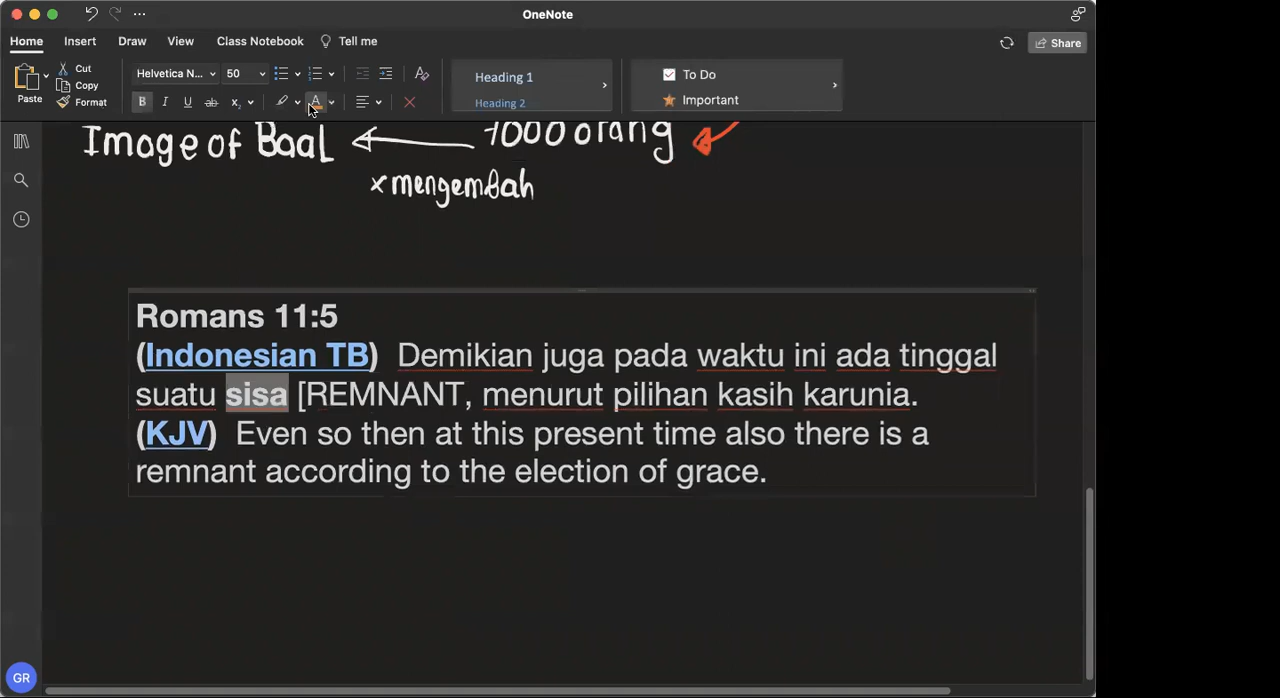 OneNote
Home Insert Draw View Class Notebook Tell me
Share
Paste
Cut
Copy
Format
Helvetica N... 50
B I U ab x
A
Heading 1
Heading 2
To Do
Important
Image of Baal 7000 orang
x mengembah
Romans 11:5
(Indonesian TB) Demikian juga pada waktu ini ada tinggal
suatu sisa [REMNANT, menurut pilihan kasih karunia.
(KJV) Even so then at this present time also there is a
remnant according to the election of grace.
GR